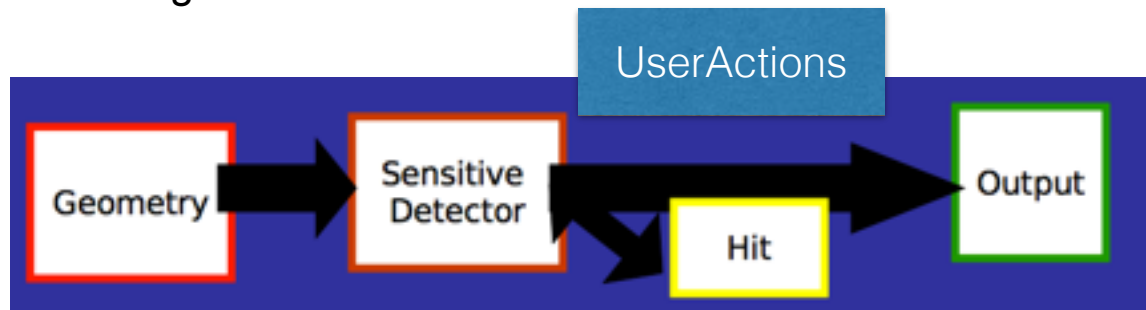 UserActions
Geometry
Sensitive
Detector
Hit
Output